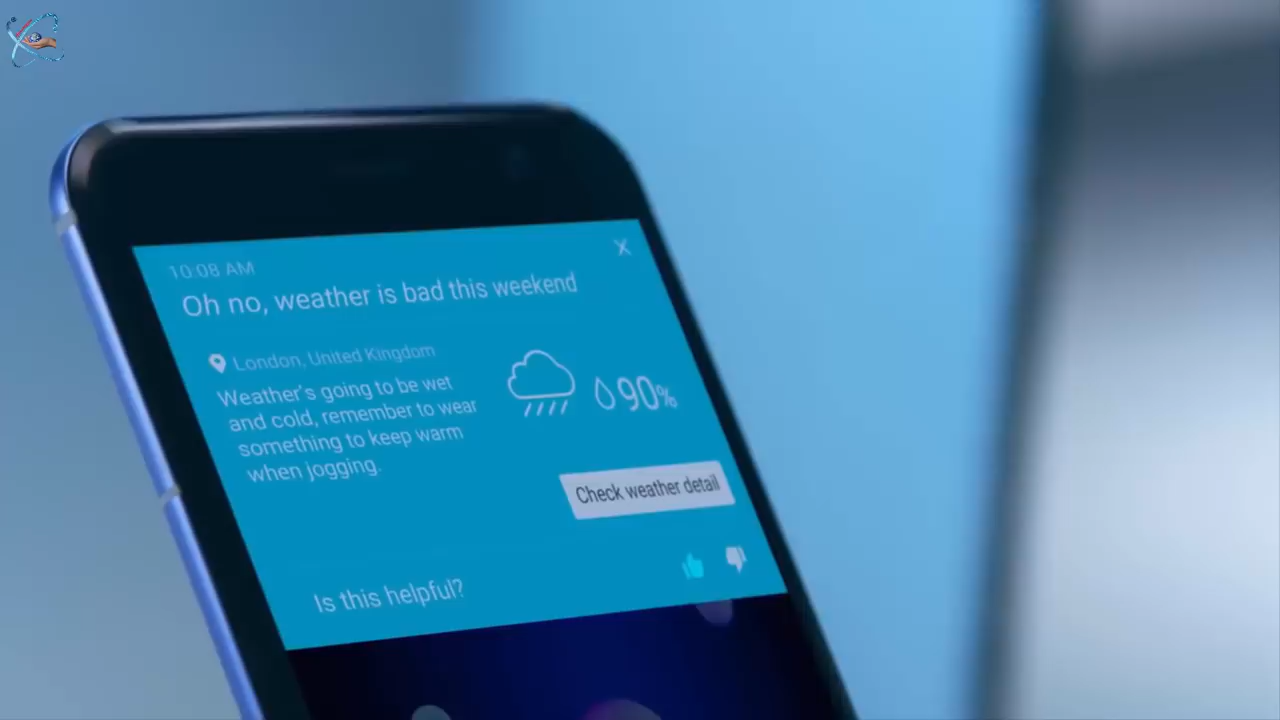 10:08 AM
Oh no, weather is bad this weekend
London, United Kingdom
Weather's going to be wet
and cold, remember to wear
something to keep warm
when jogging.
90%
Check weather detail
Is this helpful?